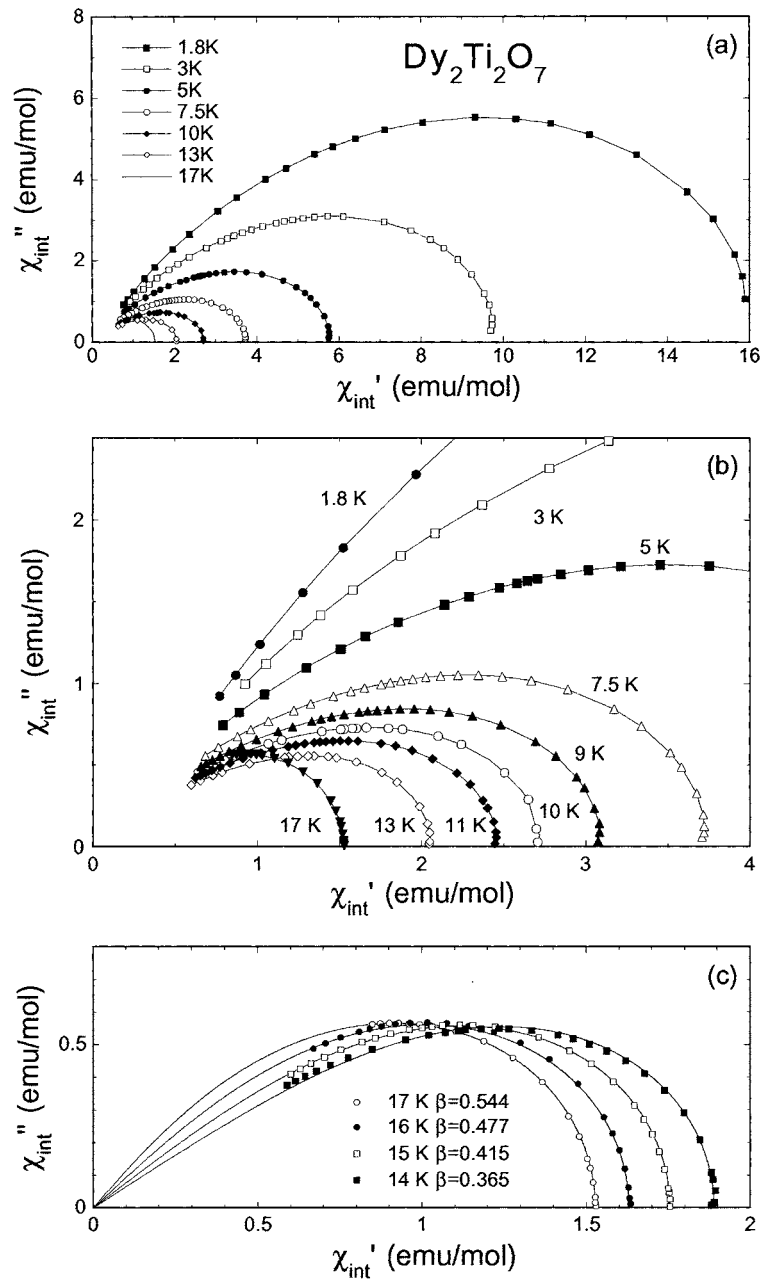 (a)
Dy₂Ti₂O₇
1.8K
3K
5K
7.5K
10K
13K
17K
8
6
4
2
0
χint'' (emu/mol)
0 2 4 6 8 10 12 14 16
χint' (emu/mol)
(b)
1.8 K
3 K
5 K
7.5 K
9 K
10 K
11 K
13 K
17 K
2
1
0
χint'' (emu/mol)
0 1 2 3 4
χint' (emu/mol)
(c)
0.5
0
χint'' (emu/mol)
17 K β=0.544
16 K β=0.477
15 K β=0.415
14 K β=0.365
0 0.5 1 1.5 2
χint' (emu/mol)